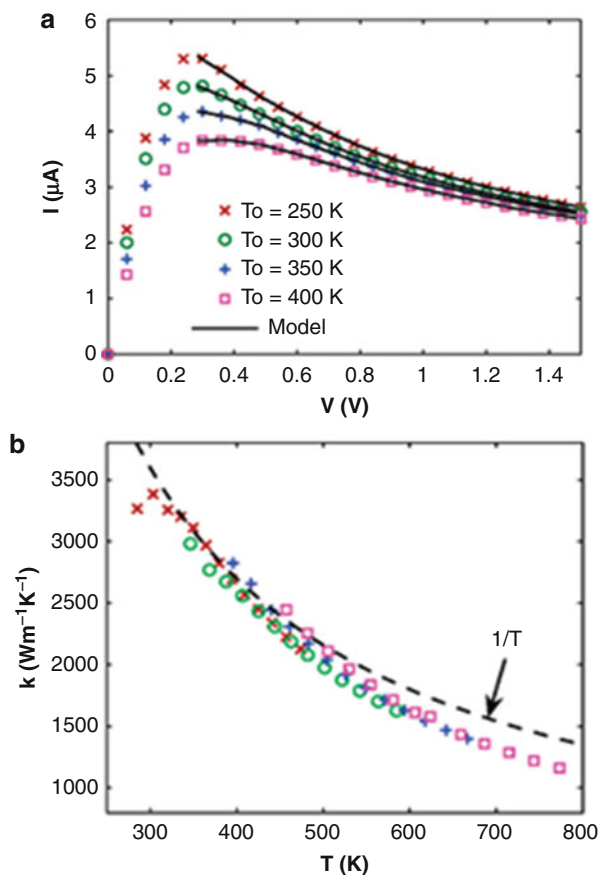 a
6
5
4
3
2
1
0
I (µA)
× To = 250 K
To = 300 K
+ To = 350 K
To = 400 K
Model
0 0.2 0.4 0.6 0.8 1 1.2 1.4
V (V)
b
3500
3000
2500
2000
1500
1000
k (Wm⁻¹K⁻¹)
1/T
300 400 500 600 700 800
T (K)